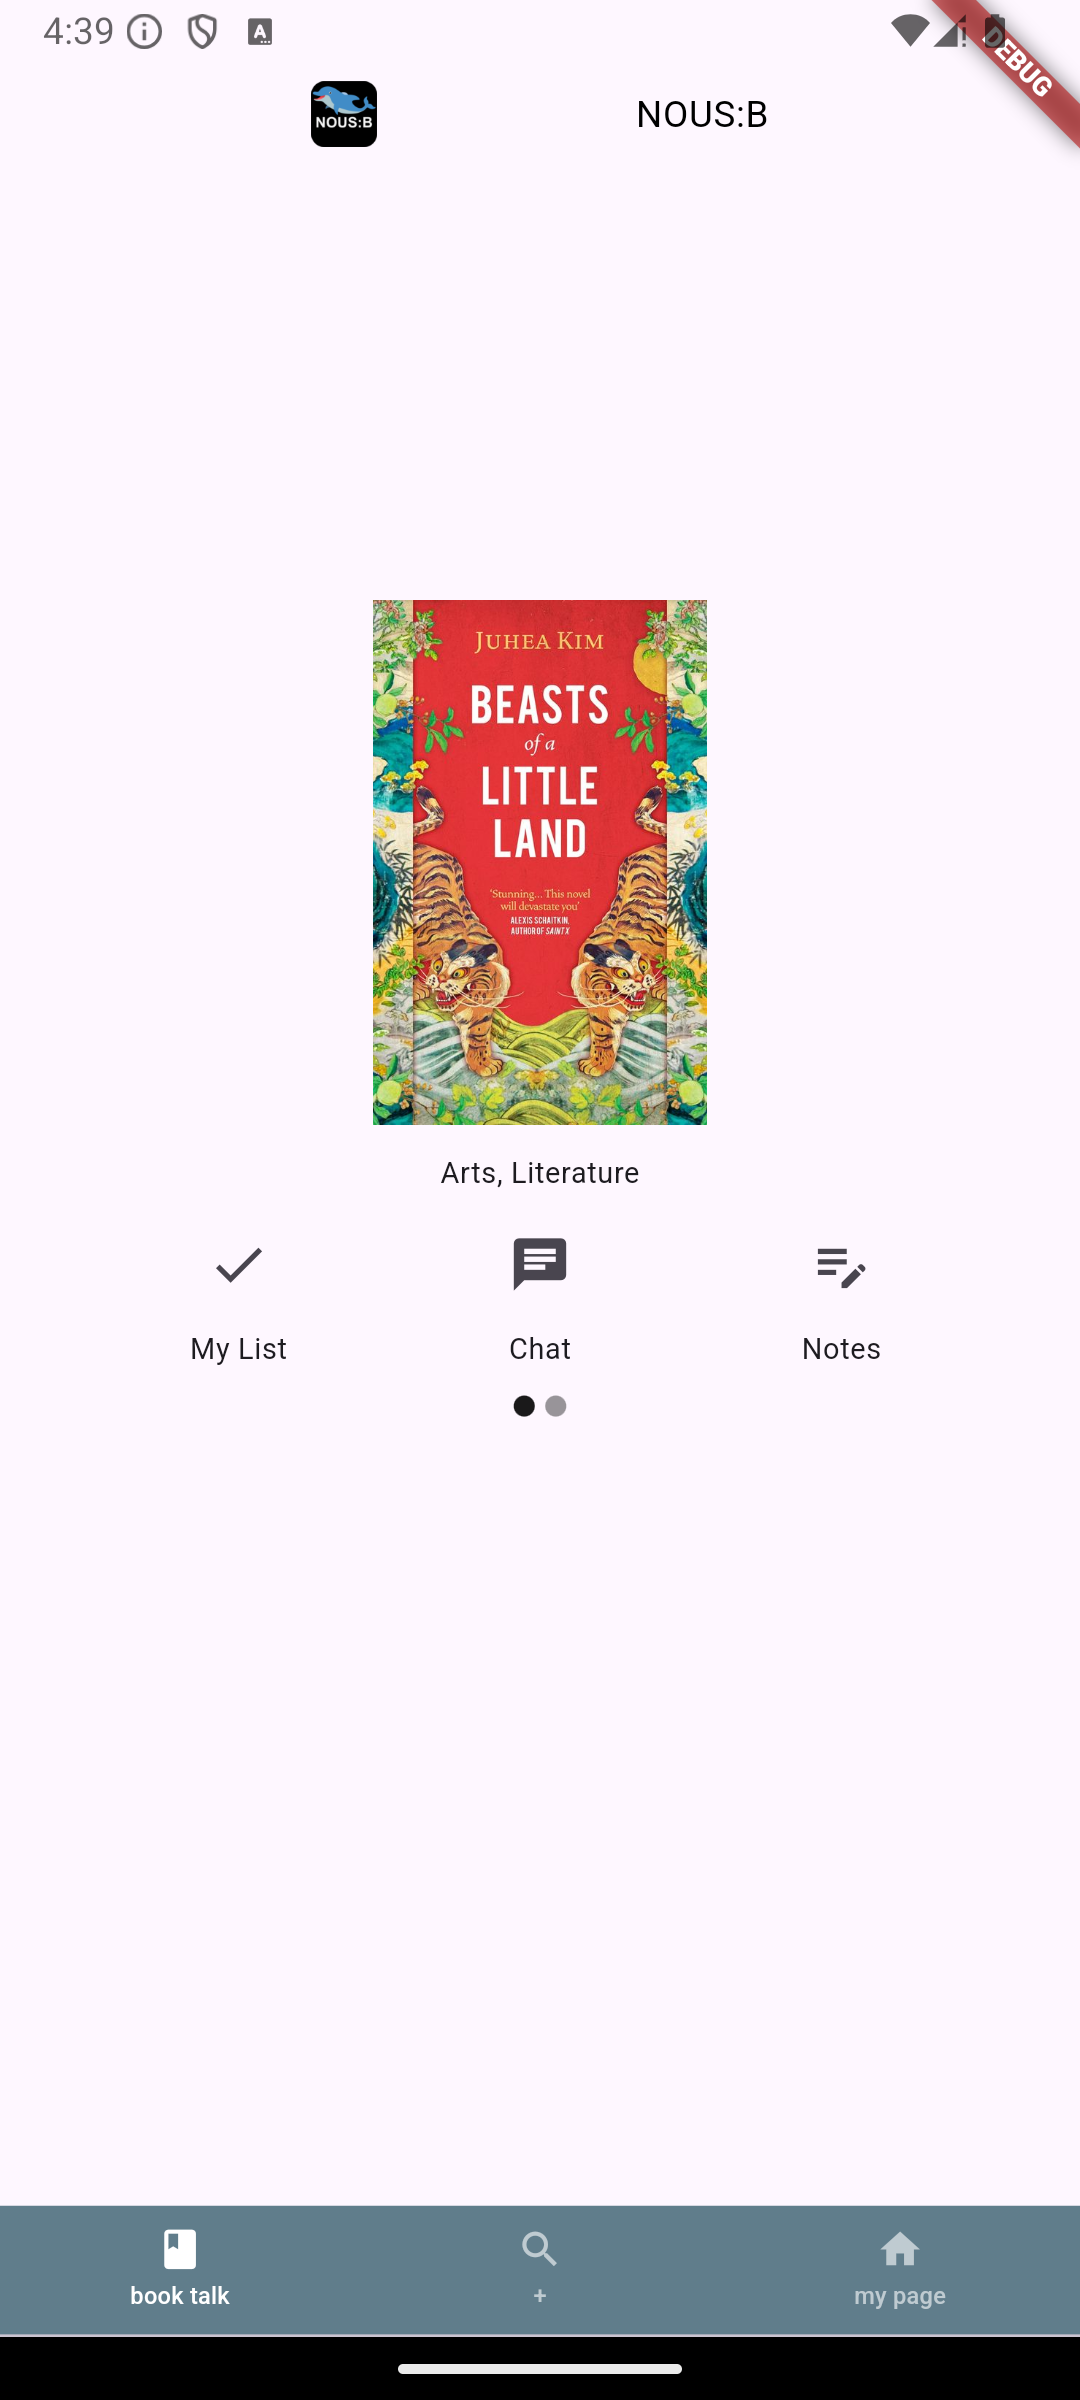 4:39
A
DEBUG
NOUS:B
NOUS:B
JUHEA KIM
BEASTS
of a
LITTLE
LAND
'Stunning... This novel
will devastate you'
ALEXIS SCHAITKIN,
AUTHOR OF SAINT X
Arts, Literature
My List
Chat
Notes
book talk
+
my page